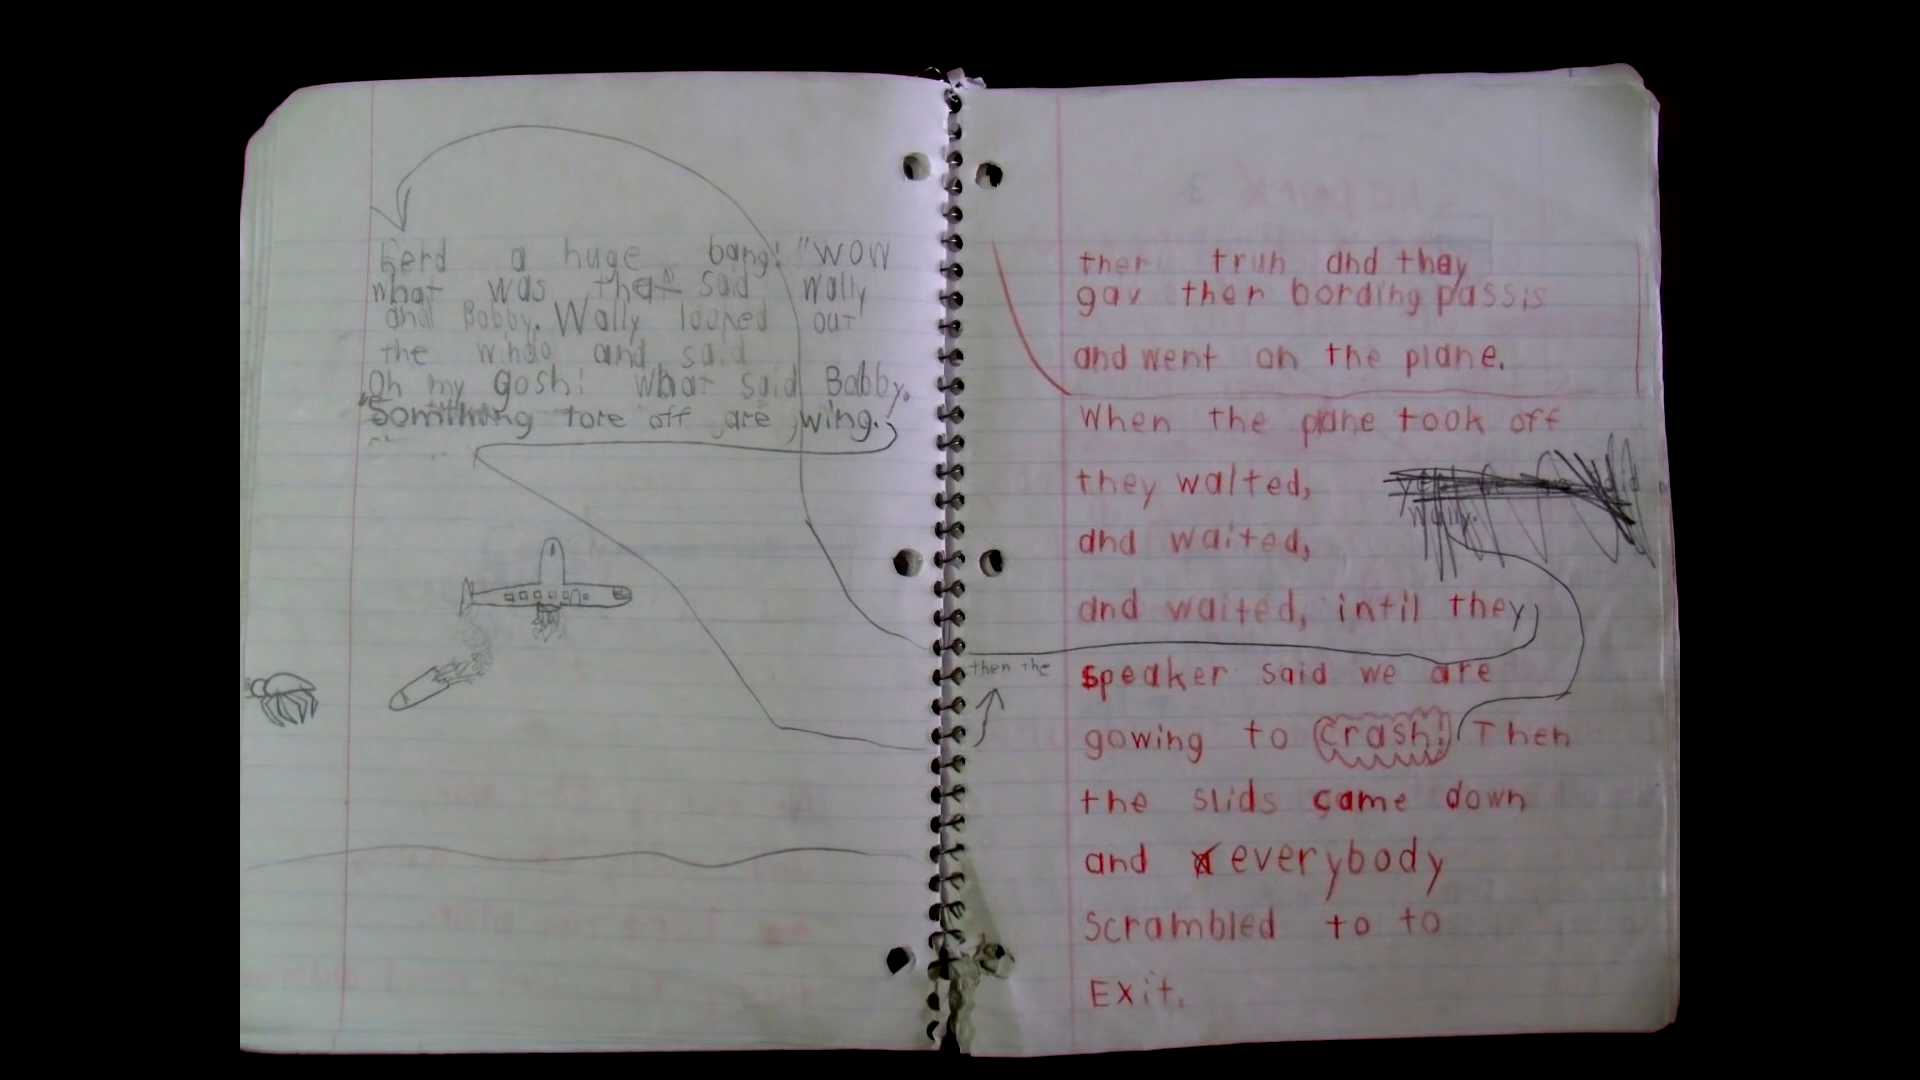 herd a huge bang! "wow
what was that said wally
and Bobby. Wally looped out
the whdo and said
Oh my gosh! What said Bobby.
"Somthing tore off are wing.
ther truh and they
gav ther bording passis
and went on the plane.
When the plane took off
they waited,
and waited,
and waited, intil they
then the
speaker said we are
gowing to crash! Then
the slids came down
and everybody
Scrambled to to
Exit.